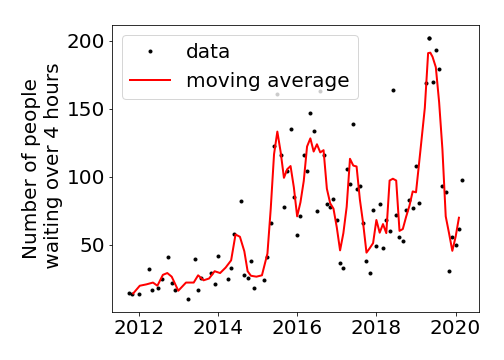 data
moving average
Number of people
waiting over 4 hours
200
150
100
50
2012 2014 2016 2018 2020